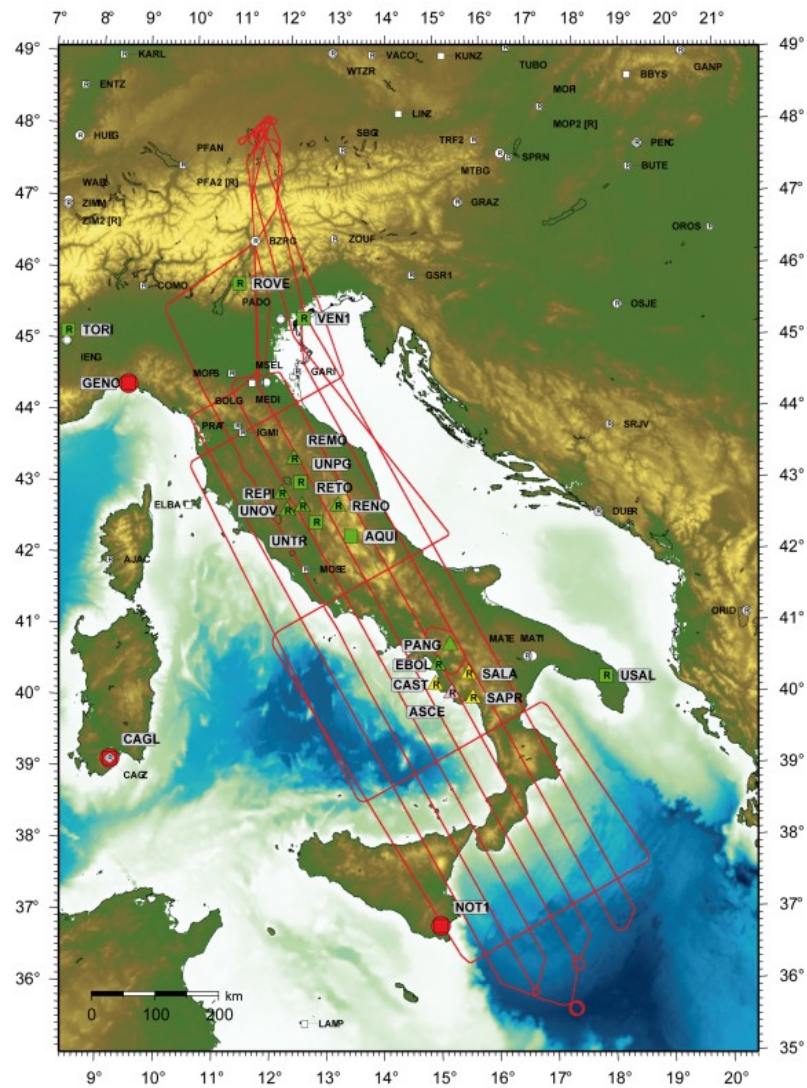 7° 8° 9° 10° 11° 12° 13° 14° 15° 16° 17° 18° 19° 20° 21°
49° 49°
KARL VACO KUNZ TUBO GANP
WTZR BBYS
ENTZ MOPI
48° LINZ 48°
HUEG PFAN SBG2 TRF2 MOP2 [R] PENC
SPRN BUTE
MTBG
47° PFA2 [R] 47°
ZIMM GRAZ
ZIM2 [R] OROS
BZRG ZOUF
46° COMO ROVE GSR1 46°
PADO OSJE
45° TORI VEN1 45°
IENG
MOPS MSEL GARI
GENO
BOLG MEDI
44° PRAT SRJV 44°
IGMI
REMO
43° UNPG 43°
RETO
REPI
ELBA RENO
UNOV DUBR
42° UNTR AQUI 42°
AJAC MOSE
41° ORID 41°
PANG MATE MAT1
EBOL SALA USAL
40° CAST 40°
ASCE SAPR
39° CAGL 39°
CAGZ
38° 38°
37° NOT1 37°
36° 36°
km
0 100 200
LAMP
35°
9° 10° 11° 12° 13° 14° 15° 16° 17° 18° 19° 20°